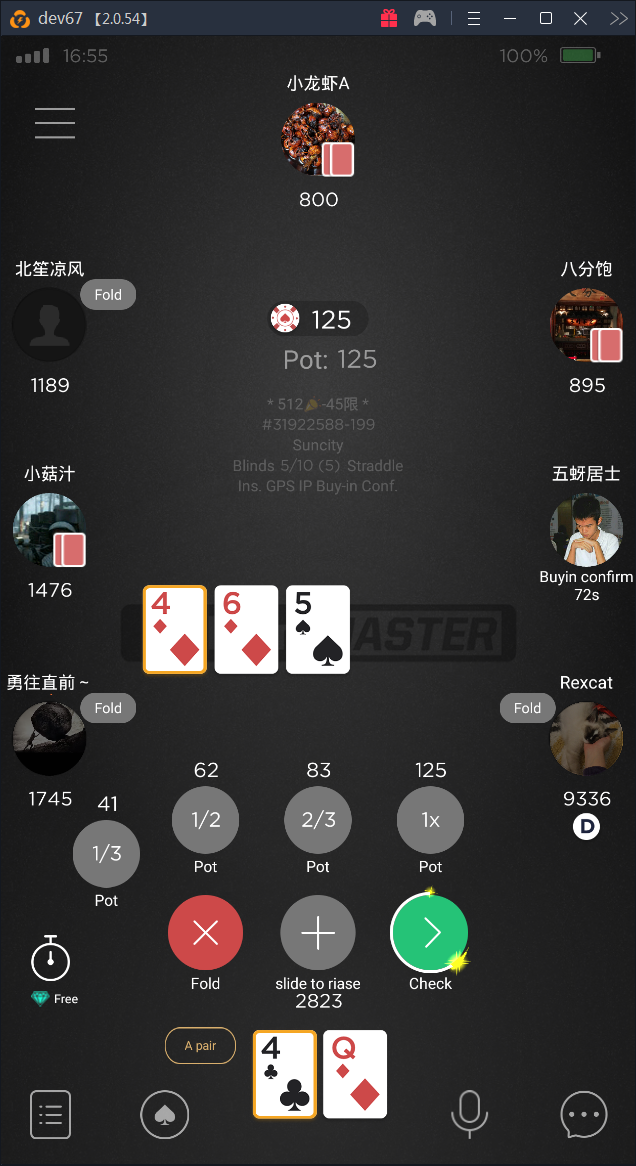 dev67 【2.0.54】
16:55
100%
小龙虾A
800
北笙凉风
Fold
1189
八分饱
895
125
Pot: 125
* 512🎉-45限 *
#31922588-199
Suncity
Blinds 5/10 (5) Straddle
Ins. GPS IP Buy-in Conf.
小菇汁
1476
五蚜居士
Buyin confirm
72s
4
6
5
MASTER
勇往直前 ~
Fold
1745
Rexcat
Fold
9336
D
41
1/3
Pot
62
1/2
Pot
83
2/3
Pot
125
1x
Pot
Free
Fold
slide to riase
2823
Check
A pair
4
Q